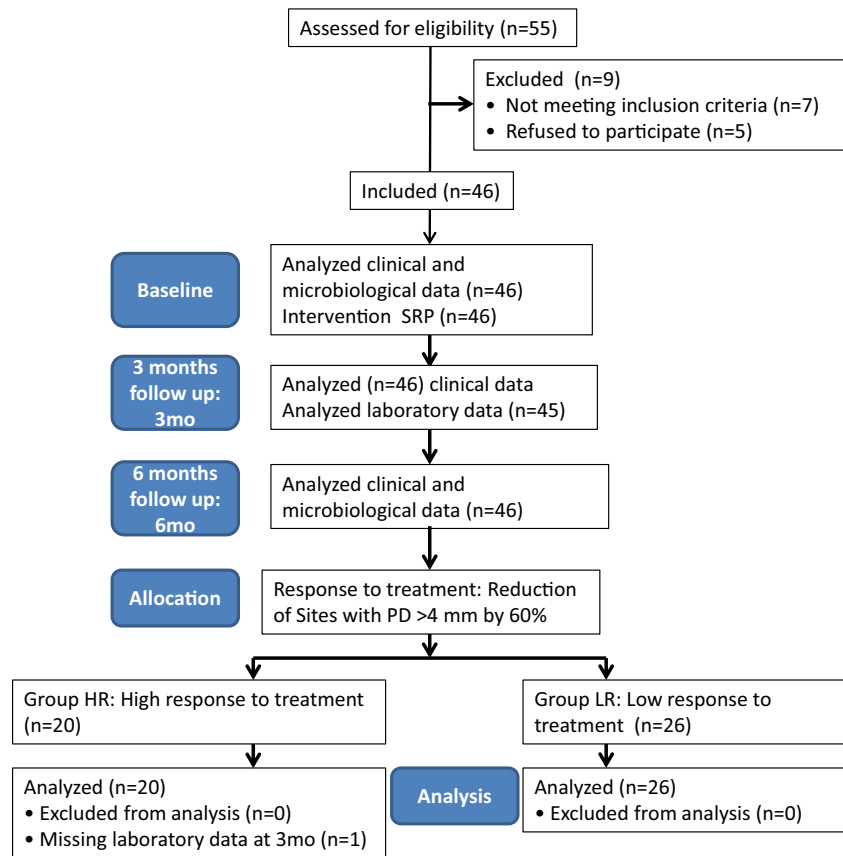 Assessed for eligibility (n=55)
Excluded (n=9)
• Not meeting inclusion criteria (n=7)
• Refused to participate (n=5)
Included (n=46)
Baseline
Analyzed clinical and
microbiological data (n=46)
Intervention SRP (n=46)
3 months
follow up:
3mo
Analyzed (n=46) clinical data
Analyzed laboratory data (n=45)
6 months
follow up:
6mo
Analyzed clinical and
microbiological data (n=46)
Allocation
Response to treatment: Reduction
of Sites with PD >4 mm by 60%
Group HR: High response to treatment
(n=20)
Group LR: Low response to
treatment (n=26)
Analyzed (n=20)
• Excluded from analysis (n=0)
• Missing laboratory data at 3mo (n=1)
Analysis
Analyzed (n=26)
• Excluded from analysis (n=0)